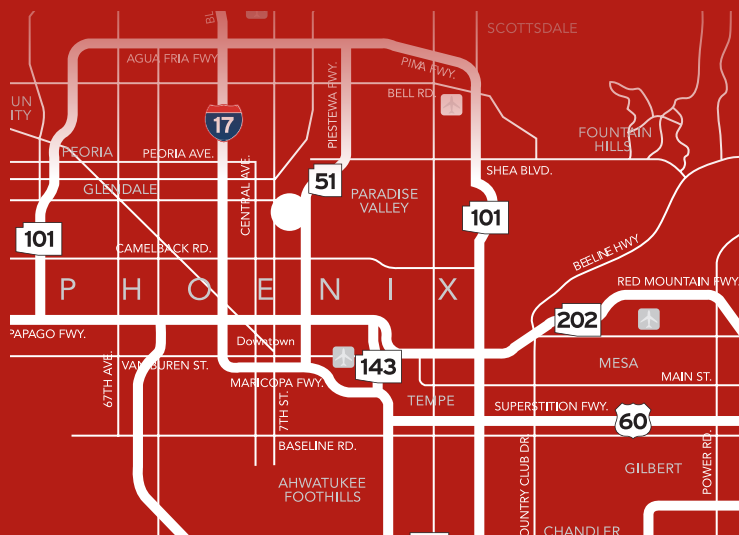 BL
SCOTTSDALE
AGUA FRIA FWY
PIMA FWY.
PIESTEWA FWY.
BELL RD.
UN
ITY
17
FOUNTAIN
HILLS
PEORIA
PEORIA AVE.
SHEA BLVD.
CENTRAL AVE.
51
GLENDALE
PARADISE
VALLEY
101
101
CAMELBACK RD.
BEELINE HWY
PHOENIX
RED MOUNTAIN FWY.
202
PAPAGO FWY.
Downtown
143
VAN BUREN ST.
MESA
67TH AVE.
MARICOPA FWY.
MAIN ST.
7TH ST.
TEMPE
SUPERSTITION FWY.
60
BASELINE RD.
OUNTRY CLUB DR.
POWER RD.
GILBERT
AHWATUKEE
FOOTHILLS
CHANDLER